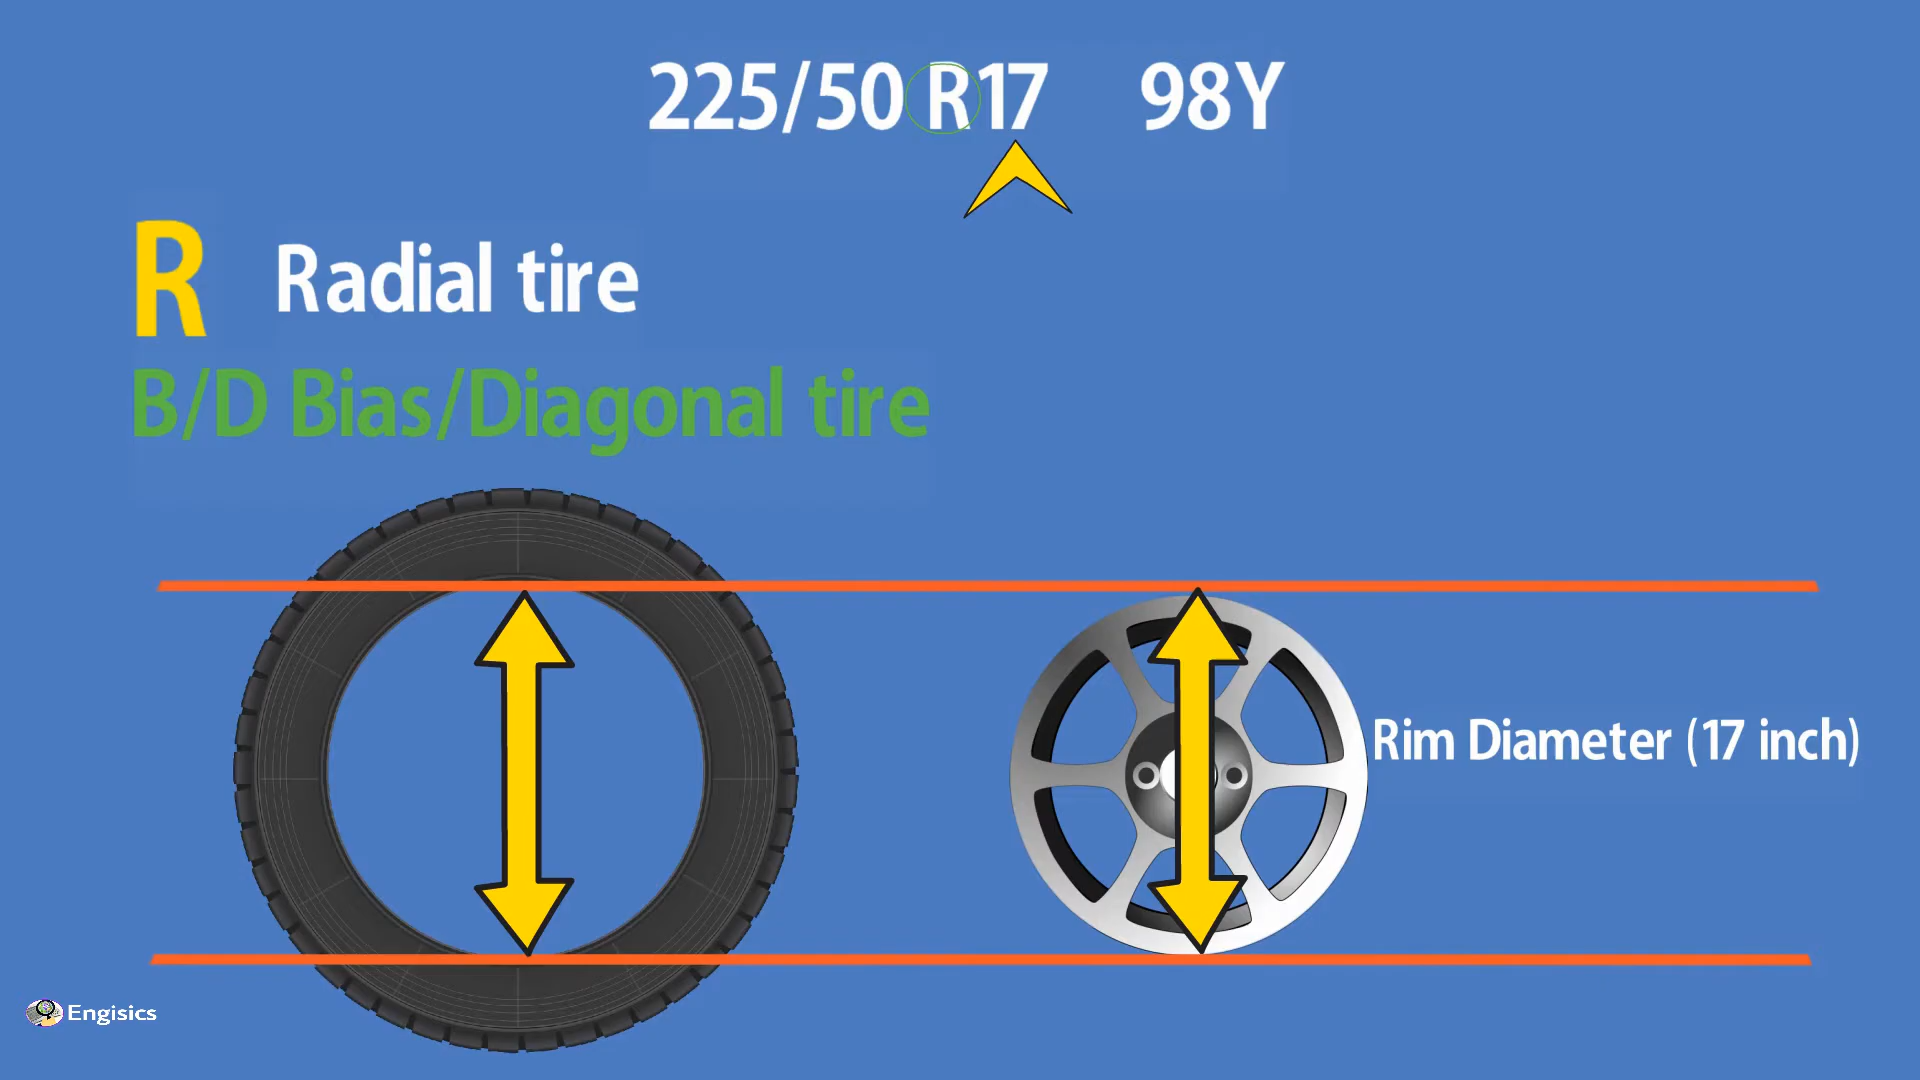 225/50 R17 98Y
R Radial tire
B/D Bias/Diagonal tire
Rim Diameter (17 inch)
Engisics